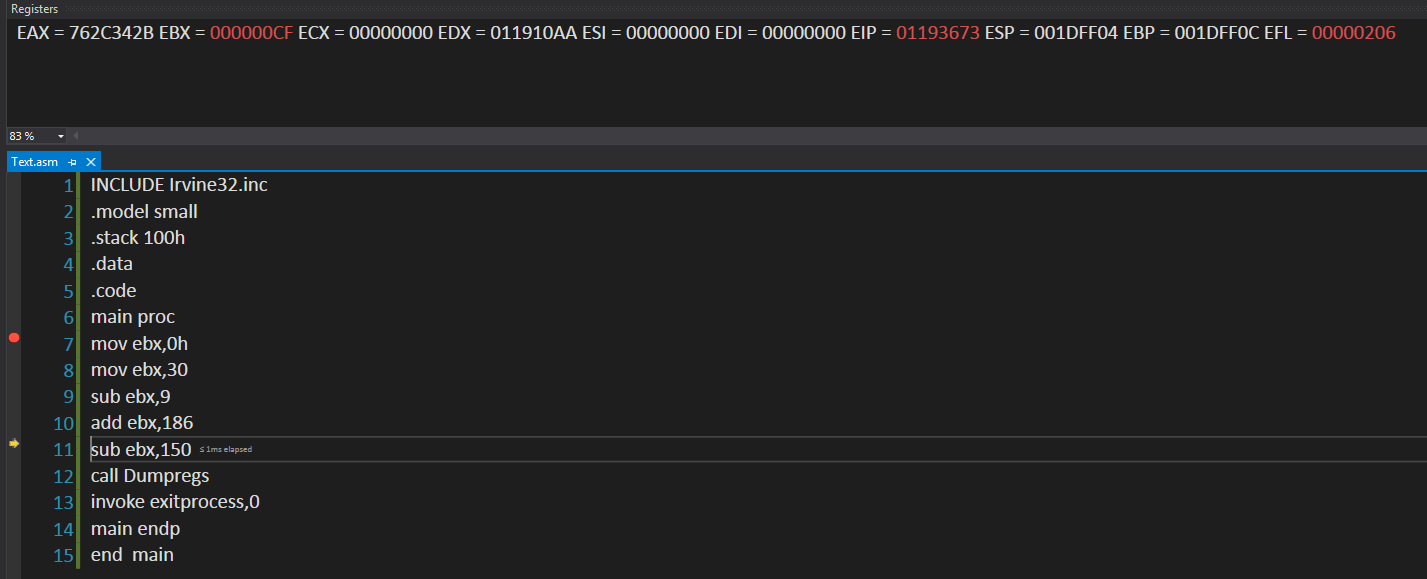 Registers
EAX = 762C342B EBX = 000000CF ECX = 00000000 EDX = 011910AA ESI = 00000000 EDI = 00000000 EIP = 01193673 ESP = 001DFF04 EBP = 001DFF0C EFL = 00000206
83 %
Text.asm
1 INCLUDE Irvine32.inc
2 .model small
3 .stack 100h
4 .data
5 .code
6 main proc
7 mov ebx,0h
8 mov ebx,30
9 sub ebx,9
10 add ebx,186
11 sub ebx,150 ≤ 1ms elapsed
12 call Dumpregs
13 invoke exitprocess,0
14 main endp
15 end  main